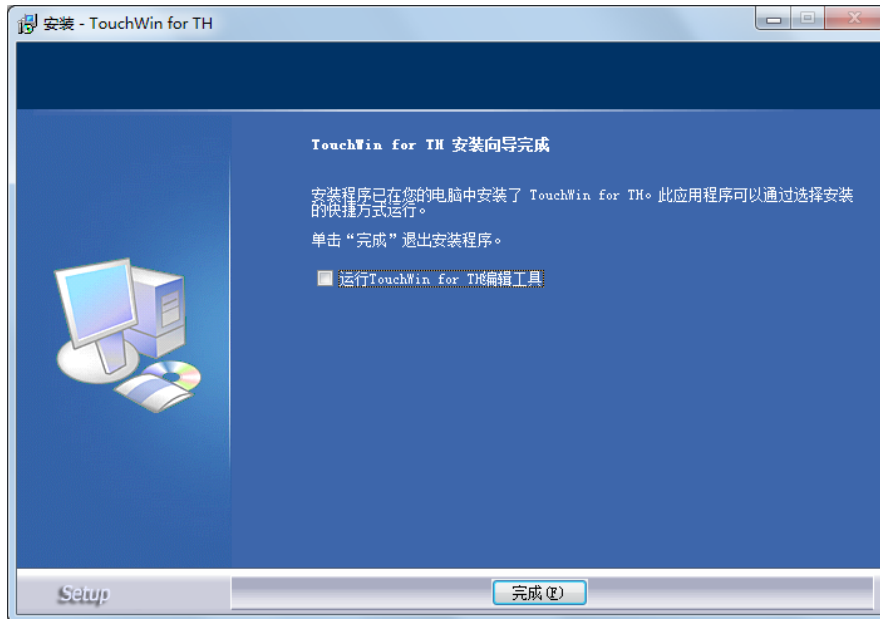 安装 - TouchWin for TH
TouchWin for TH 安装向导完成
安装程序已在您的电脑中安装了 TouchWin for TH。此应用程序可以通过选择安装
的快捷方式运行。
单击“完成”退出安装程序。
运行TouchWin for TH编辑工具
Setup
完成(F)